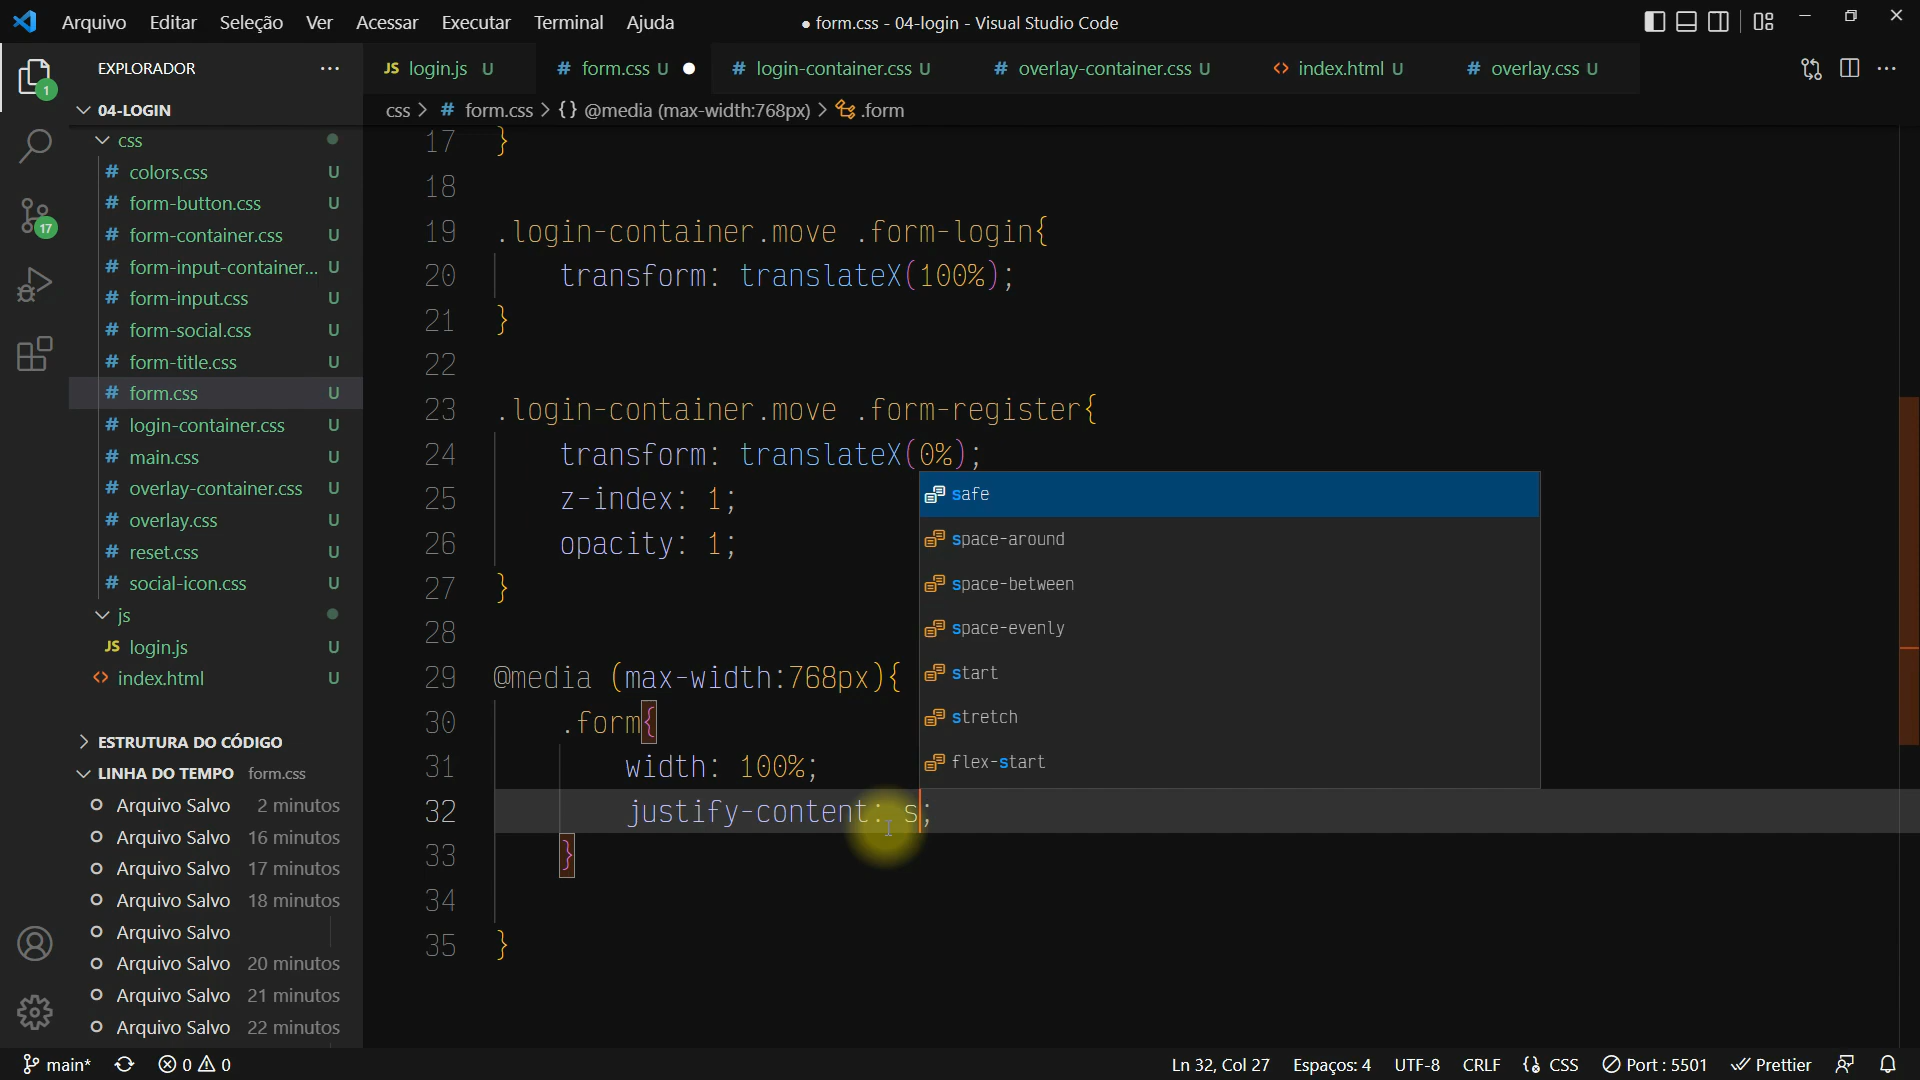 Arquivo Editar Seleção Ver Acessar Executar Terminal Ajuda ● form.css - 04-login - Visual Studio Code
EXPLORADOR ···
JS login.js U # form.css U ● # login-container.css U # overlay-container.css U <> index.html U # overlay.css U ···
04-LOGIN
css > # form.css > {} @media (max-width:768px) > .form
css
# colors.css U
# form-button.css U
# form-container.css U
# form-input-container... U
# form-input.css U
# form-social.css U
# form-title.css U
# form.css U
# login-container.css U
# main.css U
# overlay-container.css U
# overlay.css U
# reset.css U
# social-icon.css U
js
JS login.js U
<> index.html U
ESTRUTURA DO CÓDIGO
LINHA DO TEMPO form.css
Arquivo Salvo 2 minutos
Arquivo Salvo 16 minutos
Arquivo Salvo 17 minutos
Arquivo Salvo 18 minutos
Arquivo Salvo
Arquivo Salvo 20 minutos
Arquivo Salvo 21 minutos
Arquivo Salvo 22 minutos
1
17
17 }
18
19 .login-container.move .form-login{
20 transform: translateX(100%);
21 }
22
23 .login-container.move .form-register{
24 transform: translateX(0%);
25 z-index: 1;
26 opacity: 1;
27 }
28
29 @media (max-width:768px){
30 .form{
31 width: 100%;
32 justify-content: s;
33 }
34
35 }
safe
space-around
space-between
space-evenly
start
stretch
flex-start
main* 0 0 Ln 32, Col 27 Espaços: 4 UTF-8 CRLF {} CSS Port : 5501 Prettier